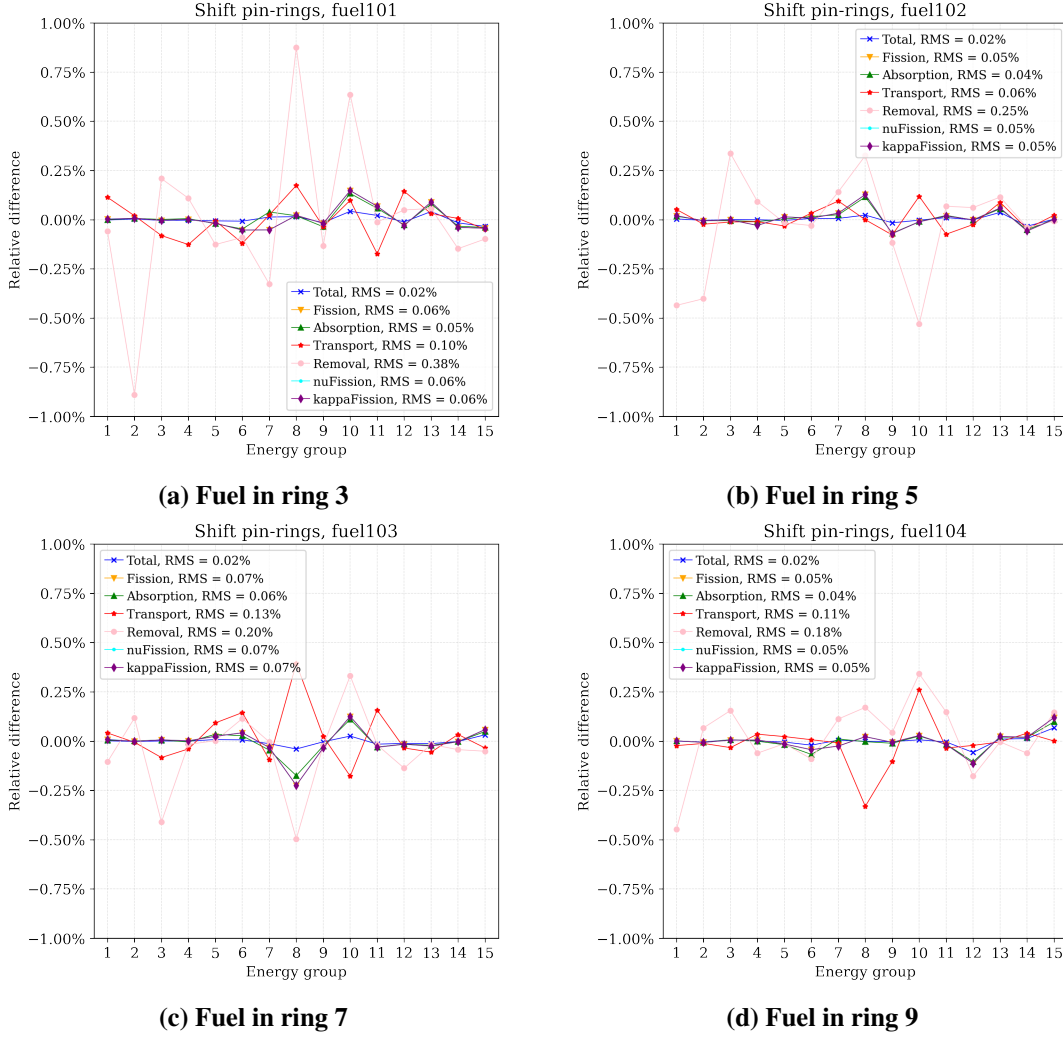 Shift pin-rings, fuel101
1.00%
0.75%
0.50%
0.25%
0.00%
−0.25%
−0.50%
−0.75%
−1.00%
Relative difference
Total, RMS = 0.02%
Fission, RMS = 0.06%
Absorption, RMS = 0.05%
Transport, RMS = 0.10%
Removal, RMS = 0.38%
nuFission, RMS = 0.06%
kappaFission, RMS = 0.06%
1 2 3 4 5 6 7 8 9 10 11 12 13 14 15
Energy group
(a) Fuel in ring 3
Shift pin-rings, fuel102
1.00%
0.75%
0.50%
0.25%
0.00%
−0.25%
−0.50%
−0.75%
−1.00%
Relative difference
Total, RMS = 0.02%
Fission, RMS = 0.05%
Absorption, RMS = 0.04%
Transport, RMS = 0.06%
Removal, RMS = 0.25%
nuFission, RMS = 0.05%
kappaFission, RMS = 0.05%
1 2 3 4 5 6 7 8 9 10 11 12 13 14 15
Energy group
(b) Fuel in ring 5
Shift pin-rings, fuel103
1.00%
0.75%
0.50%
0.25%
0.00%
−0.25%
−0.50%
−0.75%
−1.00%
Relative difference
Total, RMS = 0.02%
Fission, RMS = 0.07%
Absorption, RMS = 0.06%
Transport, RMS = 0.13%
Removal, RMS = 0.20%
nuFission, RMS = 0.07%
kappaFission, RMS = 0.07%
1 2 3 4 5 6 7 8 9 10 11 12 13 14 15
Energy group
(c) Fuel in ring 7
Shift pin-rings, fuel104
1.00%
0.75%
0.50%
0.25%
0.00%
−0.25%
−0.50%
−0.75%
−1.00%
Relative difference
Total, RMS = 0.02%
Fission, RMS = 0.05%
Absorption, RMS = 0.04%
Transport, RMS = 0.11%
Removal, RMS = 0.18%
nuFission, RMS = 0.05%
kappaFission, RMS = 0.05%
1 2 3 4 5 6 7 8 9 10 11 12 13 14 15
Energy group
(d) Fuel in ring 9